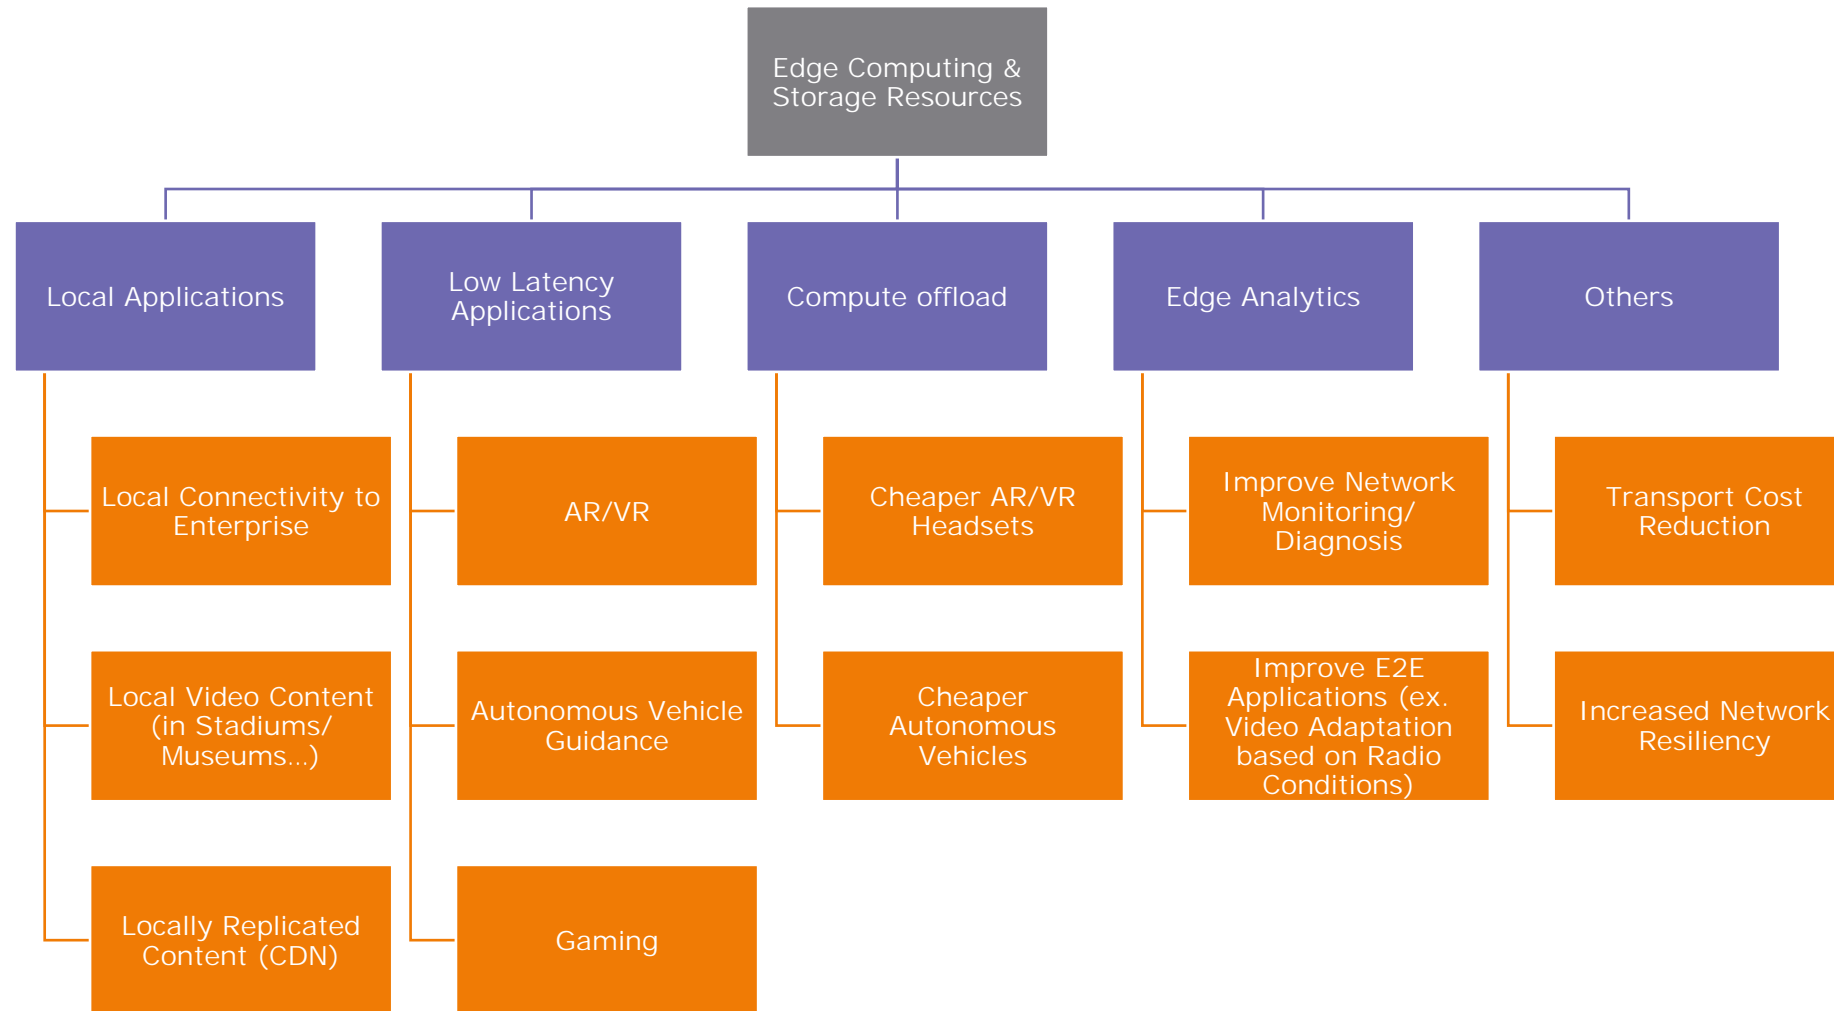 Edge Computing &
Storage Resources
Local Applications
Low Latency
Applications
Compute offload
Edge Analytics
Others
Local Connectivity to
Enterprise
AR/VR
Cheaper AR/VR
Headsets
Improve Network
Monitoring/
Diagnosis
Transport Cost
Reduction
Local Video Content
(in Stadiums/
Museums...)
Autonomous Vehicle
Guidance
Cheaper
Autonomous
Vehicles
Improve E2E
Applications (ex.
Video Adaptation
based on Radio
Conditions)
Increased Network
Resiliency
Locally Replicated
Content (CDN)
Gaming